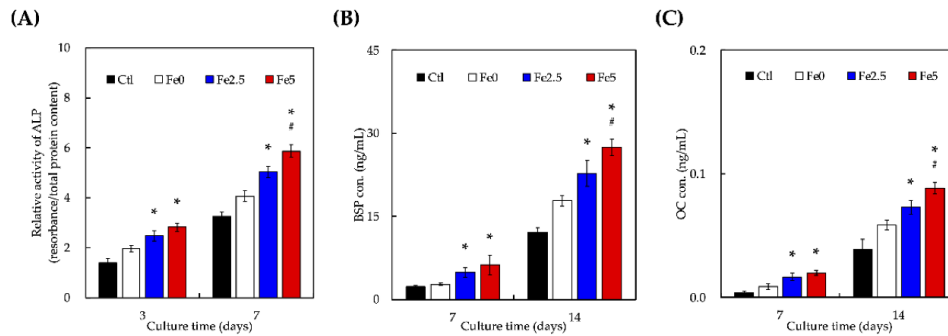 (A)
Relative activity of ALP
(resorbance/total protein content)
10
8
6
4
2
0
Ctl Fe0 Fe2.5 Fe5
* *
*
*
#
3 7
Culture time (days)
(B)
BSP con. (ng/mL)
45
30
15
0
Ctl Fe0 Fe2.5 Fe5
* *
*
*
#
7 14
Culture time (days)
(C)
OC con. (ng/mL)
0.2
0.1
0.0
Ctl Fe0 Fe2.5 Fe5
* *
*
*
#
7 14
Culture time (days)